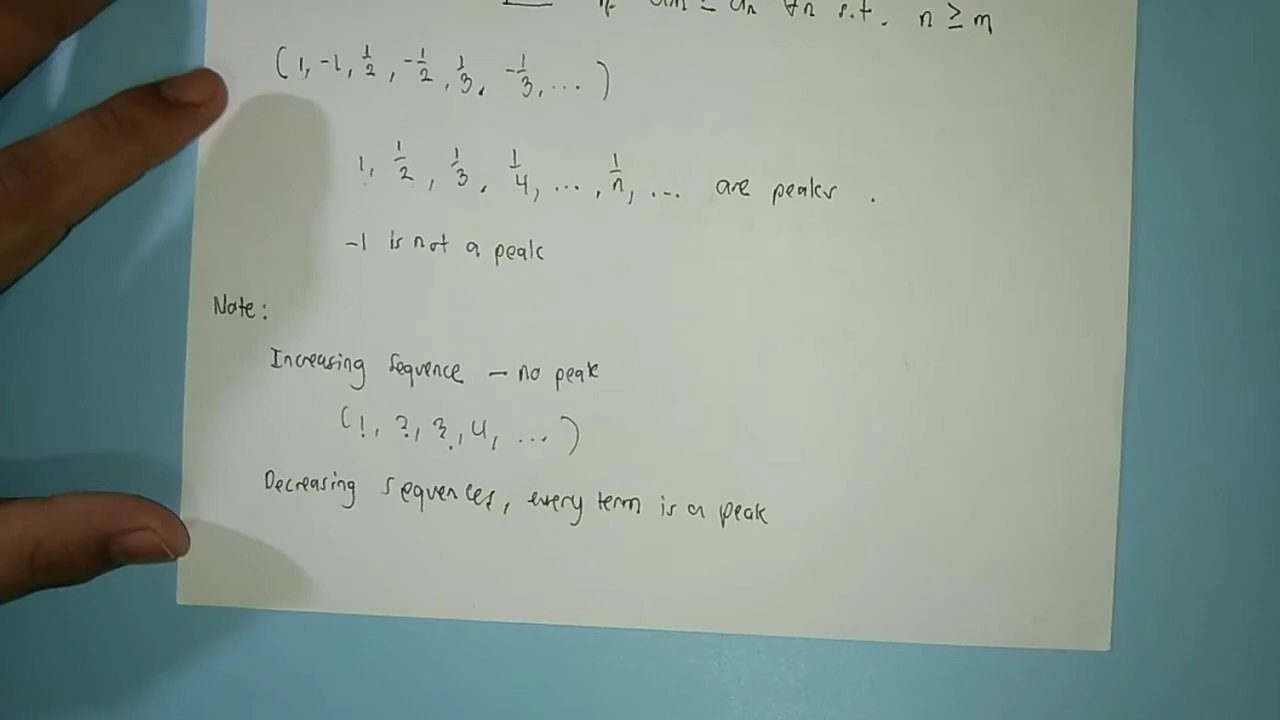 if aₘ ≥ aₙ ∀n s.t. n ≥ m
(1, -1, 1/2, -1/2, 1/3, -1/3, ... )
1, 1/2, 1/3, 1/4, ..., 1/n, ... are peaks .
-1 is not a peak
Note:
Increasing sequence - no peak
(1, 2, 3, 4, ... )
Decreasing sequences, every term is a peak